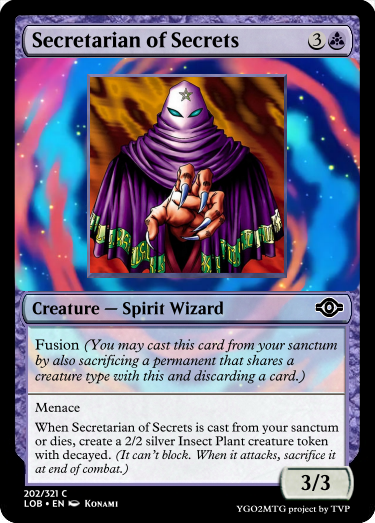 Secretarian of Secrets 3
Creature — Spirit Wizard
Fusion (You may cast this card from your sanctum
by also sacrificing a permanent that shares a
creature type with this and discarding a card.)
Menace
When Secretarian of Secrets is cast from your sanctum
or dies, create a 2/2 silver Insect Plant creature token
with decayed. (It can't block. When it attacks, sacrifice it
at end of combat.)
3/3
202/321 C
LOB • EN Konami
YGO2MTG project by TVP